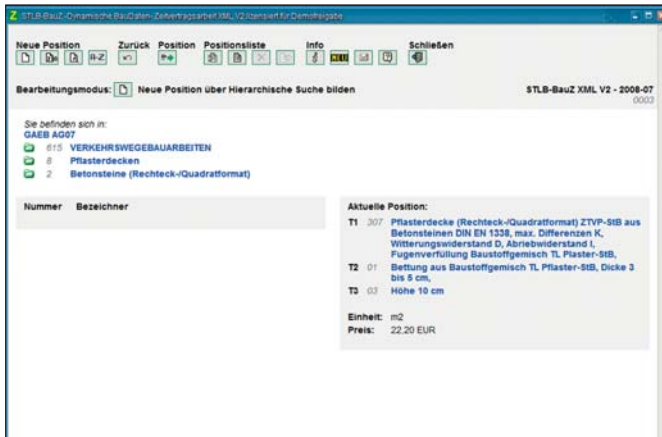 STLB-BauZ -Dynamische BauDaten- Zeitvertragsarbeit XML V2 lizensiert für Demofreigabe
Neue Position Zurück Position Positionsliste Info Schließen
A-Z NEU
Bearbeitungsmodus: Neue Position über Hierarchische Suche bilden
STLB-BauZ XML V2 - 2008-07
0003
Sie befinden sich in:
GAEB AG07
615 VERKEHRSWEGEBAUARBEITEN
8 Pflasterdecken
2 Betonsteine (Rechteck-/Quadratformat)
Nummer Bezeichner
Aktuelle Position:
T1 307 Pflasterdecke (Rechteck-/Quadratformat) ZTVP-StB aus
Betonsteinen DIN EN 1338, max. Differenzen K,
Witterungswiderstand D, Abriebwiderstand I,
Fugenverfüllung Baustoffgemisch TL Plaster-StB,
T2 01 Bettung aus Baustoffgemisch TL Pflaster-StB, Dicke 3
bis 5 cm,
T3 03 Höhe 10 cm
Einheit: m2
Preis: 22.20 EUR